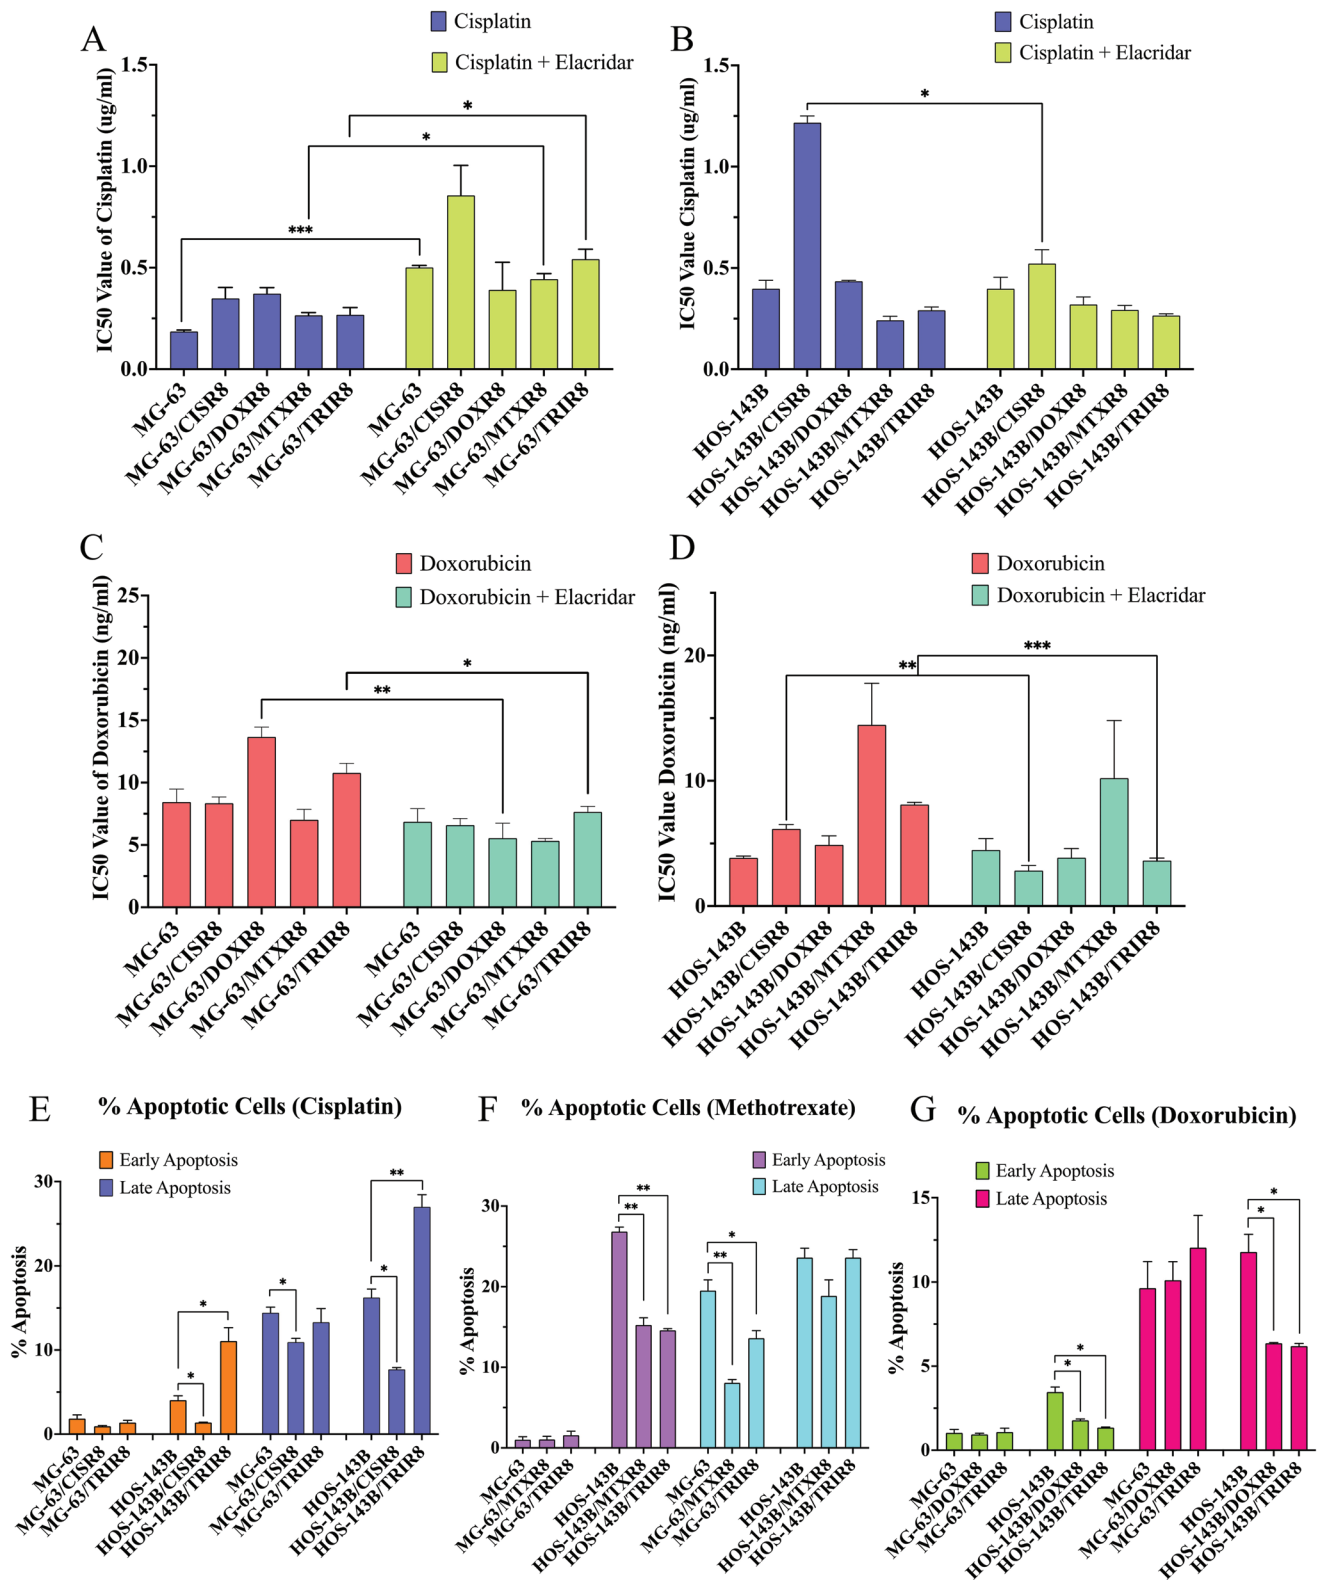 A
Cisplatin
Cisplatin + Elacridar
IC50 Value of Cisplatin (ug/ml)
1.5
1.0
0.5
0.0
***
*
*
MG-63
MG-63/CISR8
MG-63/DOXR8
MG-63/MTXR8
MG-63/TRIR8
MG-63
MG-63/CISR8
MG-63/DOXR8
MG-63/MTXR8
MG-63/TRIR8
B
Cisplatin
Cisplatin + Elacridar
IC50 Value Cisplatin (ug/ml)
1.5
1.0
0.5
0.0
*
HOS-143B
HOS-143B/CISR8
HOS-143B/DOXR8
HOS-143B/MTXR8
HOS-143B/TRIR8
HOS-143B
HOS-143B/CISR8
HOS-143B/DOXR8
HOS-143B/MTXR8
HOS-143B/TRIR8
C
Doxorubicin
Doxorubicin + Elacridar
IC50 Value of Doxorubicin (ng/ml)
25
20
15
10
5
0
**
*
MG-63
MG-63/CISR8
MG-63/DOXR8
MG-63/MTXR8
MG-63/TRIR8
MG-63
MG-63/CISR8
MG-63/DOXR8
MG-63/MTXR8
MG-63/TRIR8
D
Doxorubicin
Doxorubicin + Elacridar
IC50 Value Doxorubicin (ng/ml)
20
10
0
**
***
HOS-143B
HOS-143B/CISR8
HOS-143B/DOXR8
HOS-143B/MTXR8
HOS-143B/TRIR8
HOS-143B
HOS-143B/CISR8
HOS-143B/DOXR8
HOS-143B/MTXR8
HOS-143B/TRIR8
E
% Apoptotic Cells (Cisplatin)
Early Apoptosis
Late Apoptosis
% Apoptosis
30
20
10
0
*
*
*
*
**
MG-63
MG-63/CISR8
MG-63/TRIR8
HOS-143B
HOS-143B/CISR8
HOS-143B/TRIR8
MG-63
MG-63/CISR8
MG-63/TRIR8
HOS-143B
HOS-143B/CISR8
HOS-143B/TRIR8
F
% Apoptotic Cells (Methotrexate)
Early Apoptosis
Late Apoptosis
% Apoptosis
30
20
10
0
**
**
**
*
MG-63
MG-63/MTXR8
MG-63/TRIR8
HOS-143B
HOS-143B/MTXR8
HOS-143B/TRIR8
MG-63
MG-63/MTXR8
MG-63/TRIR8
HOS-143B
HOS-143B/MTXR8
HOS-143B/TRIR8
G
% Apoptotic Cells (Doxorubicin)
Early Apoptosis
Late Apoptosis
% Apoptosis
15
10
5
0
*
*
*
*
MG-63
MG-63/DOXR8
MG-63/TRIR8
HOS-143B
HOS-143B/DOXR8
HOS-143B/TRIR8
MG-63
MG-63/DOXR8
MG-63/TRIR8
HOS-143B
HOS-143B/DOXR8
HOS-143B/TRIR8